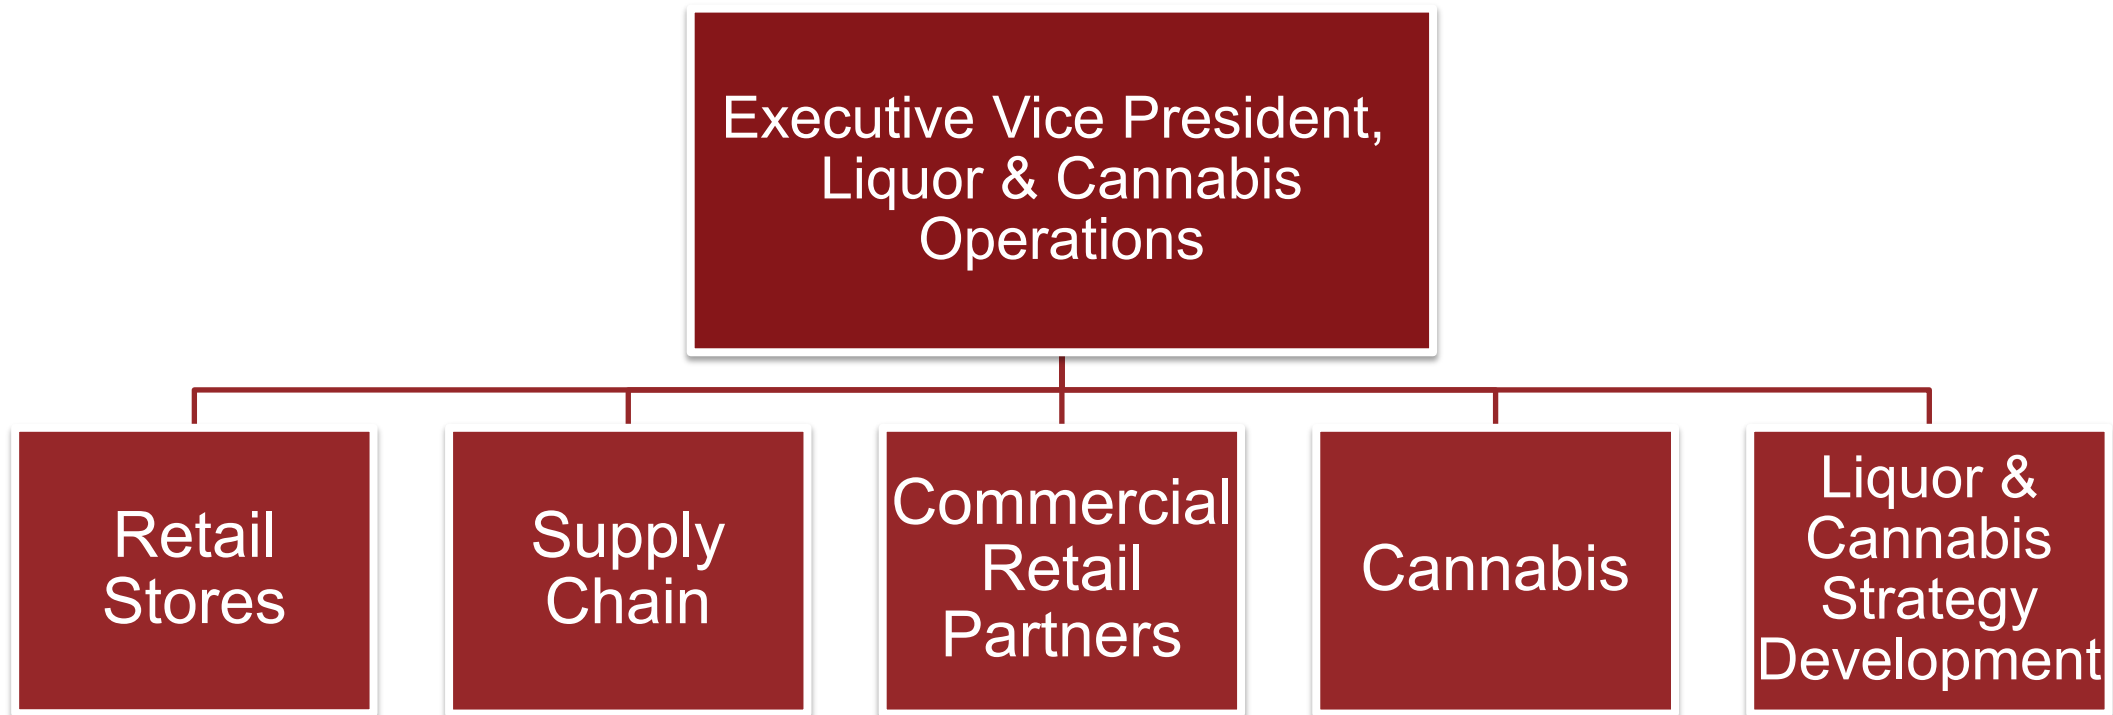 Executive Vice President,
Liquor & Cannabis
Operations
Retail
Stores
Supply
Chain
Commercial
Retail
Partners
Cannabis
Liquor &
Cannabis
Strategy
Development